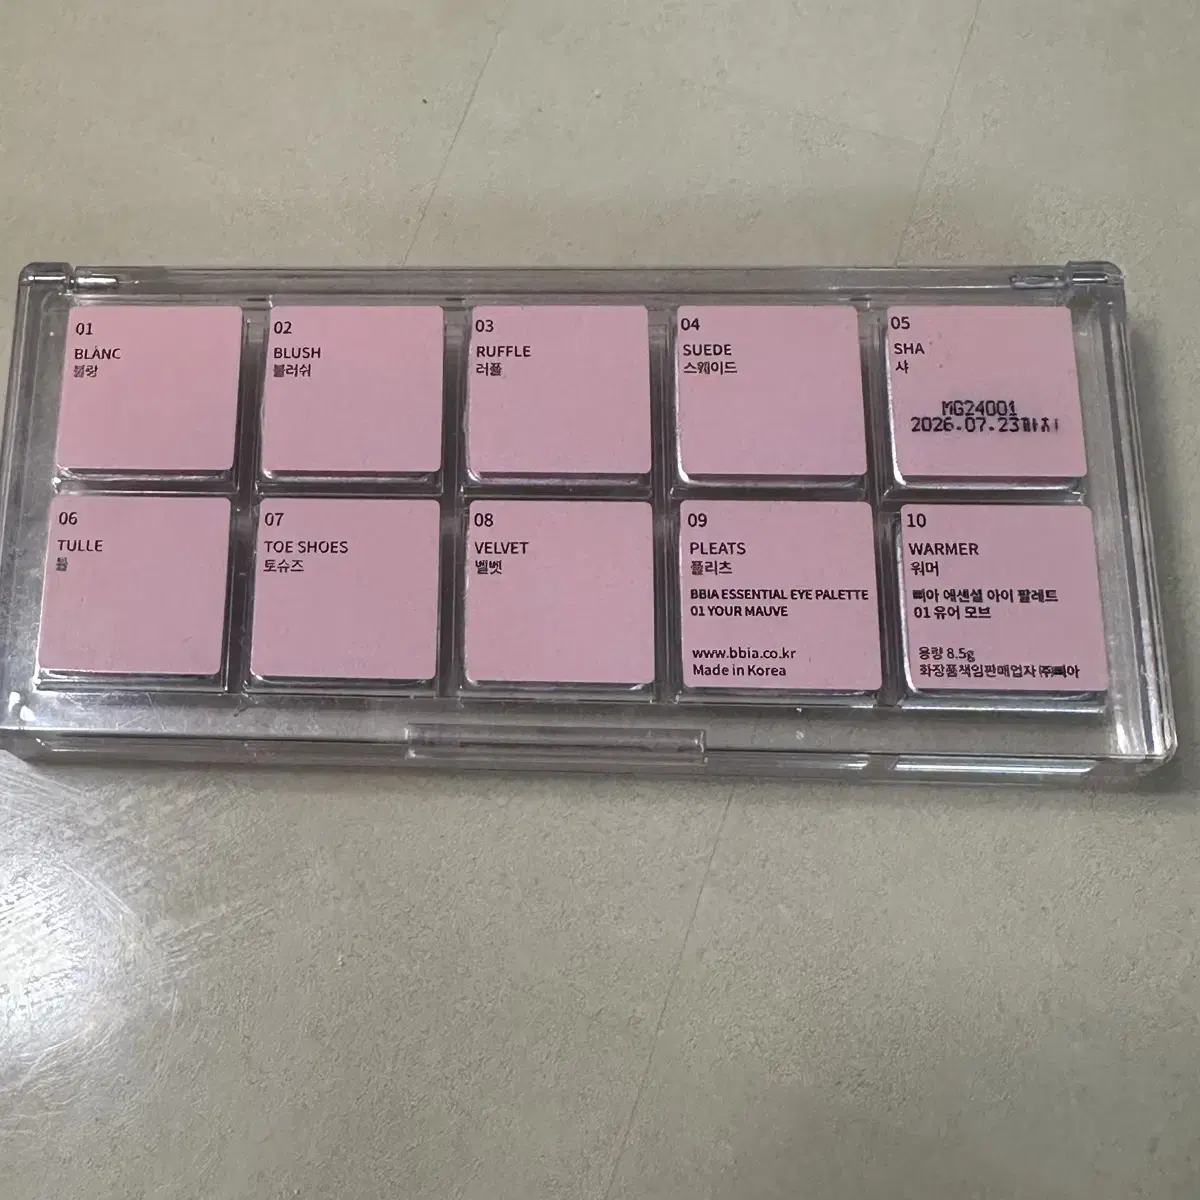 01
BLANC
블랑
02
BLUSH
블러쉬
03
RUFFLE
러플
04
SUEDE
스웨이드
05
SHA
샤
MG24001
2026.07.23까지
06
TULLE
튤
07
TOE SHOES
토슈즈
08
VELVET
벨벳
09
PLEATS
플리츠
BBIA ESSENTIAL EYE PALETTE
01 YOUR MAUVE
www.bbia.co.kr
Made in Korea
10
WARMER
워머
삐아 에센셜 아이 팔레트
01 유어 모브
용량 8.5g
화장품책임판매업자 ㈜삐아